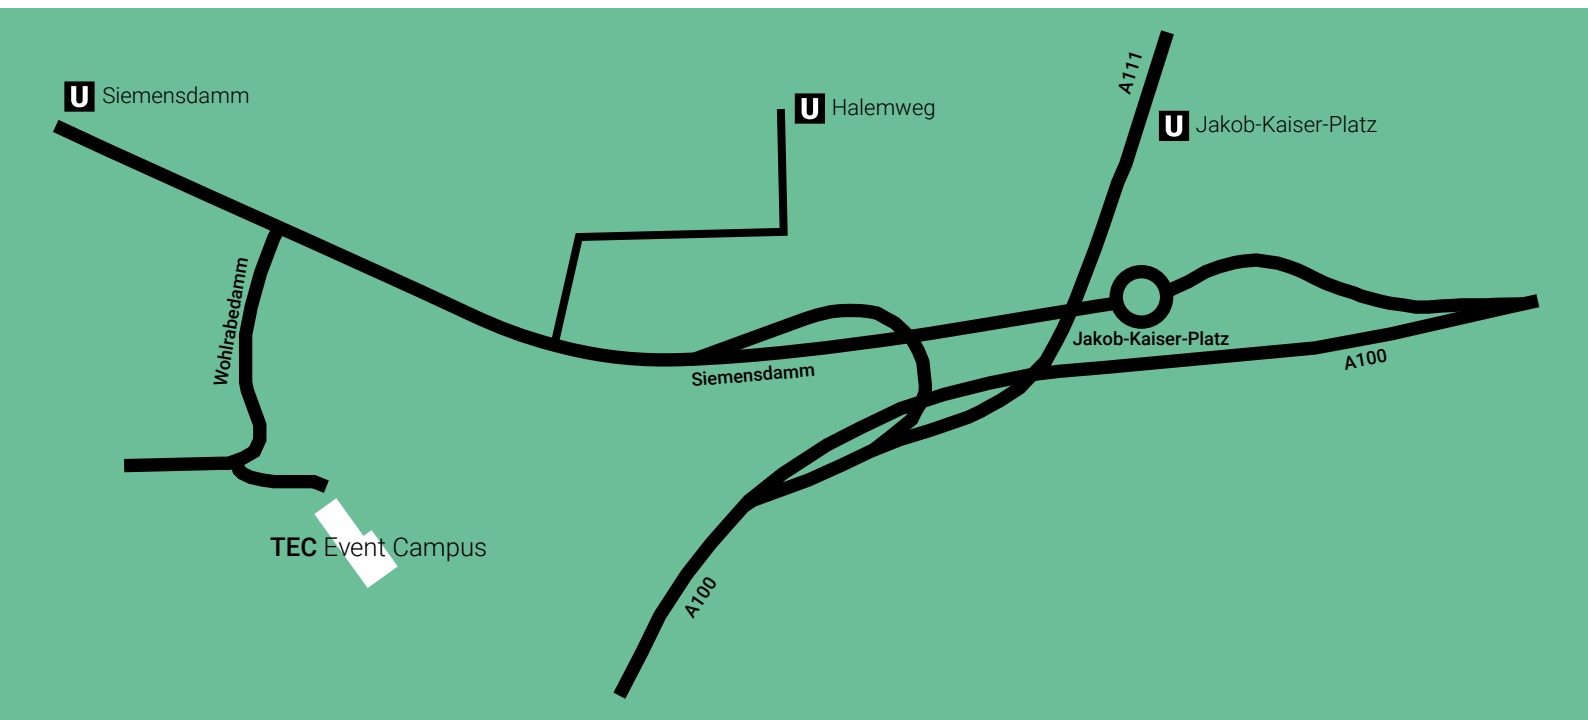 U Siemensdamm
U Halemweg
A111
U Jakob-Kaiser-Platz
Wohlrabedamm
Siemensdamm
Jakob-Kaiser-Platz
A100
TEC Event Campus
A100